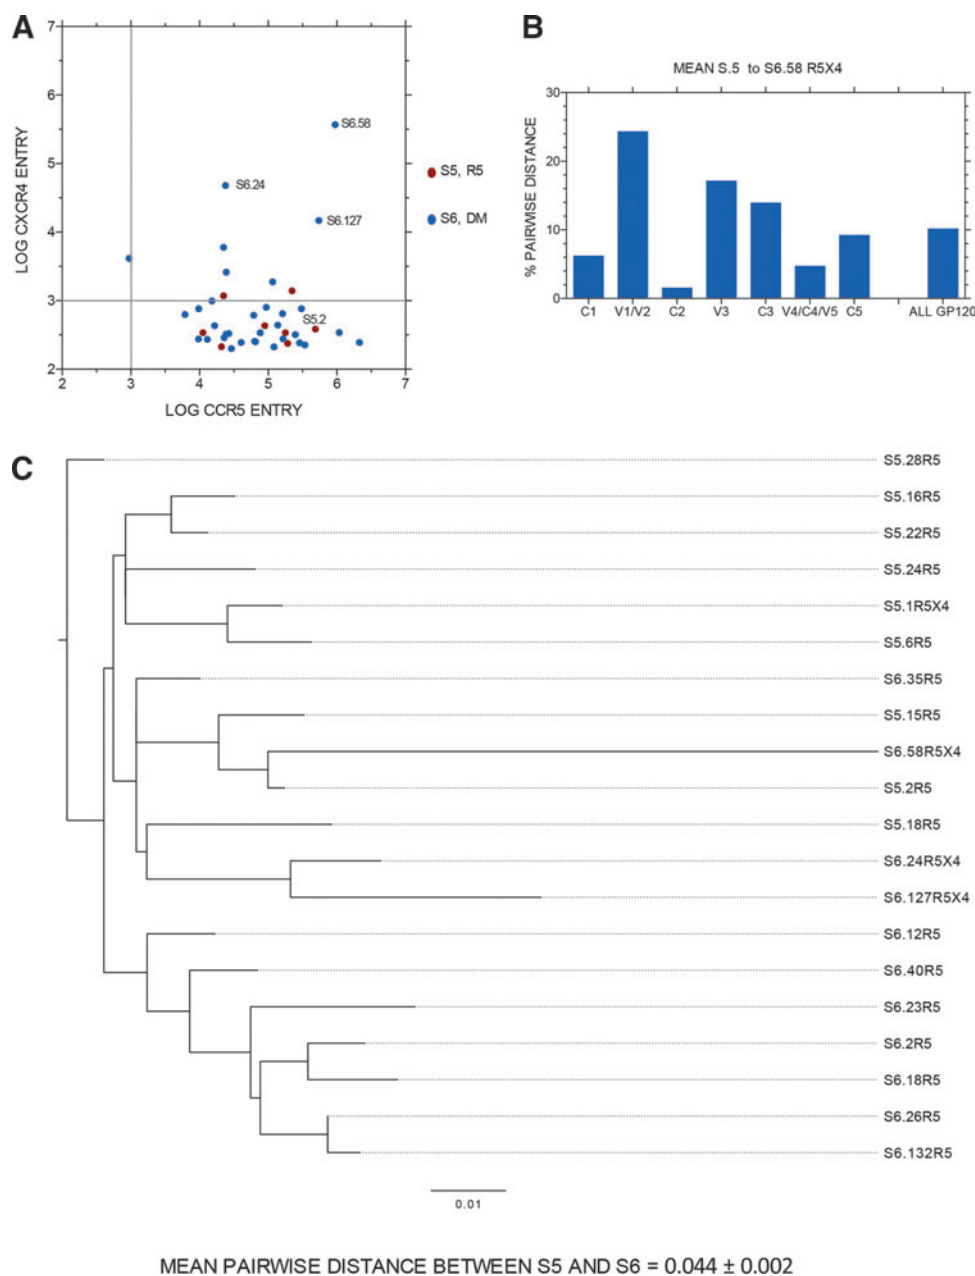 A
7
6
5
4
3
2
2 3 4 5 6 7
LOG CXCR4 ENTRY
LOG CCR5 ENTRY
S6.58
S6.24
S6.127
S5.2
S5, R5
S6, DM
B
MEAN S.5 to S6.58 R5X4
30
20
10
0
% PAIRWISE DISTANCE
C1 V1/V2 C2 V3 C3 V4/C4/V5 C5 ALL GP120
C
S5.28R5
S5.16R5
S5.22R5
S5.24R5
S5.1R5X4
S5.6R5
S6.35R5
S5.15R5
S6.58R5X4
S5.2R5
S5.18R5
S6.24R5X4
S6.127R5X4
S6.12R5
S6.40R5
S6.23R5
S6.2R5
S6.18R5
S6.26R5
S6.132R5
0.01
MEAN PAIRWISE DISTANCE BETWEEN S5 AND S6 = 0.044 ± 0.002